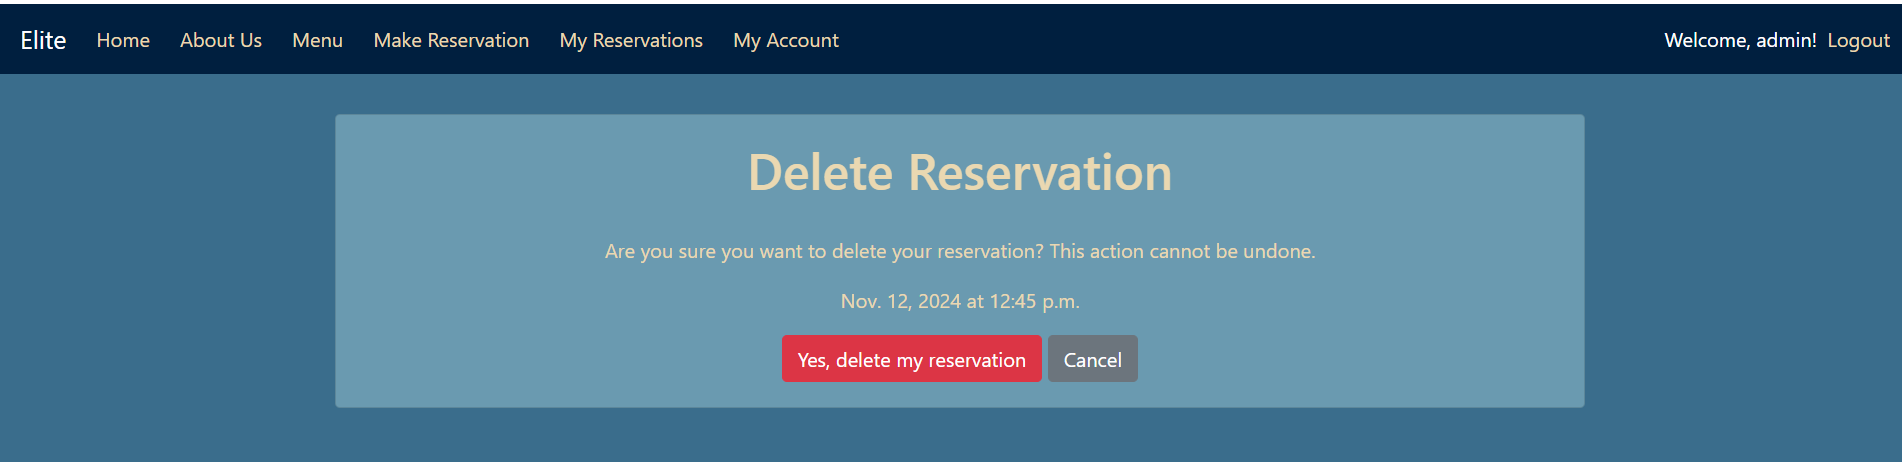 Elite Home About Us Menu Make Reservation My Reservations My Account Welcome, admin! Logout
Delete Reservation
Are you sure you want to delete your reservation? This action cannot be undone.
Nov. 12, 2024 at 12:45 p.m.
Yes, delete my reservation Cancel